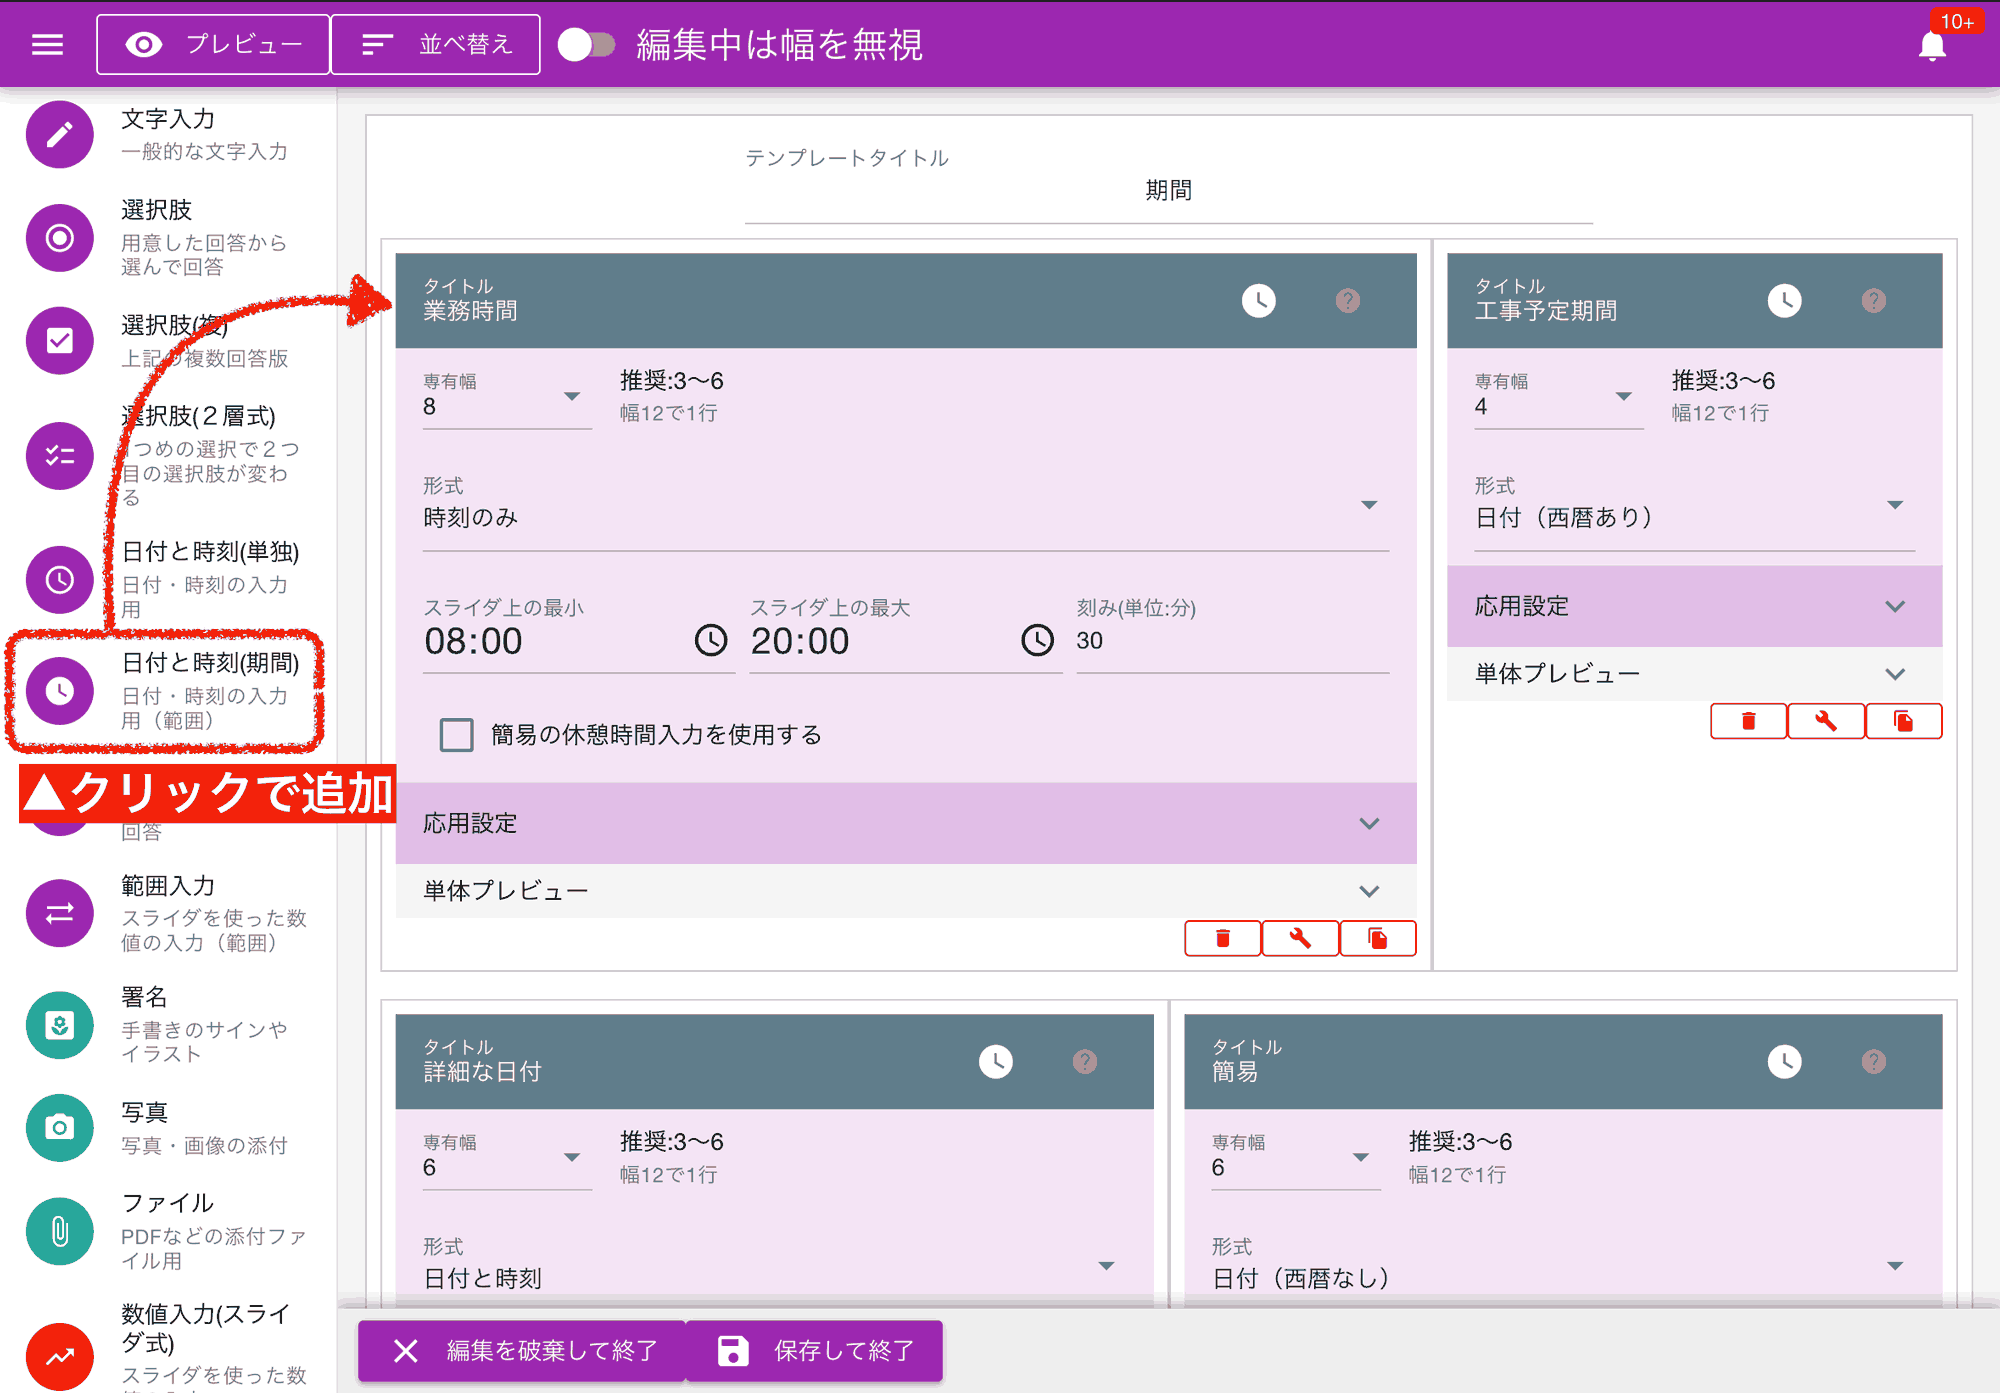 プレビュー
並べ替え
編集中は幅を無視
10+
文字入力
一般的な文字入力
選択肢
用意した回答から
選んで回答
選択肢(複)
上記の複数回答版
選択肢(２層式)
1つめの選択で２つ
目の選択肢が変わ
る
日付と時刻(単独)
日付・時刻の入力
用
日付と時刻(期間)
日付・時刻の入力
用（範囲）
▲クリックで追加
回答
範囲入力
スライダを使った数
値の入力（範囲）
署名
手書きのサインや
イラスト
写真
写真・画像の添付
ファイル
PDFなどの添付ファ
イル用
数値入力(スライ
ダ式)
スライダを使った数
テンプレートタイトル
期間
タイトル
業務時間
専有幅
8
推奨:3〜6
幅12で1行
形式
時刻のみ
スライダ上の最小
08:00
スライダ上の最大
20:00
刻み(単位:分)
30
簡易の休憩時間入力を使用する
応用設定
単体プレビュー
タイトル
工事予定期間
専有幅
4
推奨:3〜6
幅12で1行
形式
日付（西暦あり）
応用設定
単体プレビュー
タイトル
詳細な日付
専有幅
6
推奨:3〜6
幅12で1行
形式
日付と時刻
タイトル
簡易
専有幅
6
推奨:3〜6
幅12で1行
形式
日付（西暦なし）
編集を破棄して終了
保存して終了